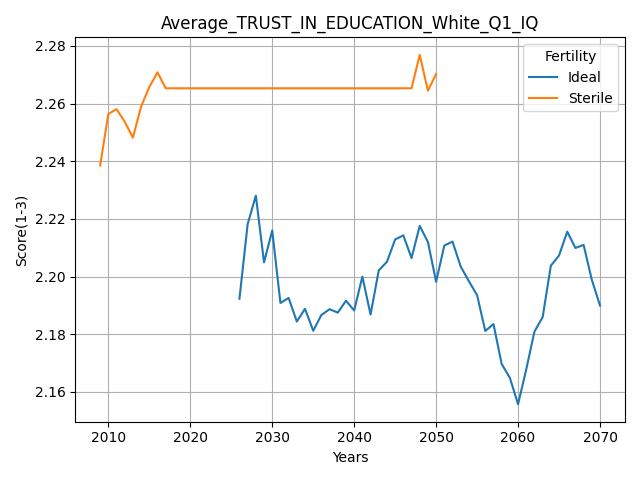 Average_TRUST_IN_EDUCATION_White_Q1_IQ
Fertility
Ideal
Sterile
Score(1-3)
2.28
2.26
2.24
2.22
2.20
2.18
2.16
2010 2020 2030 2040 2050 2060 2070
Years